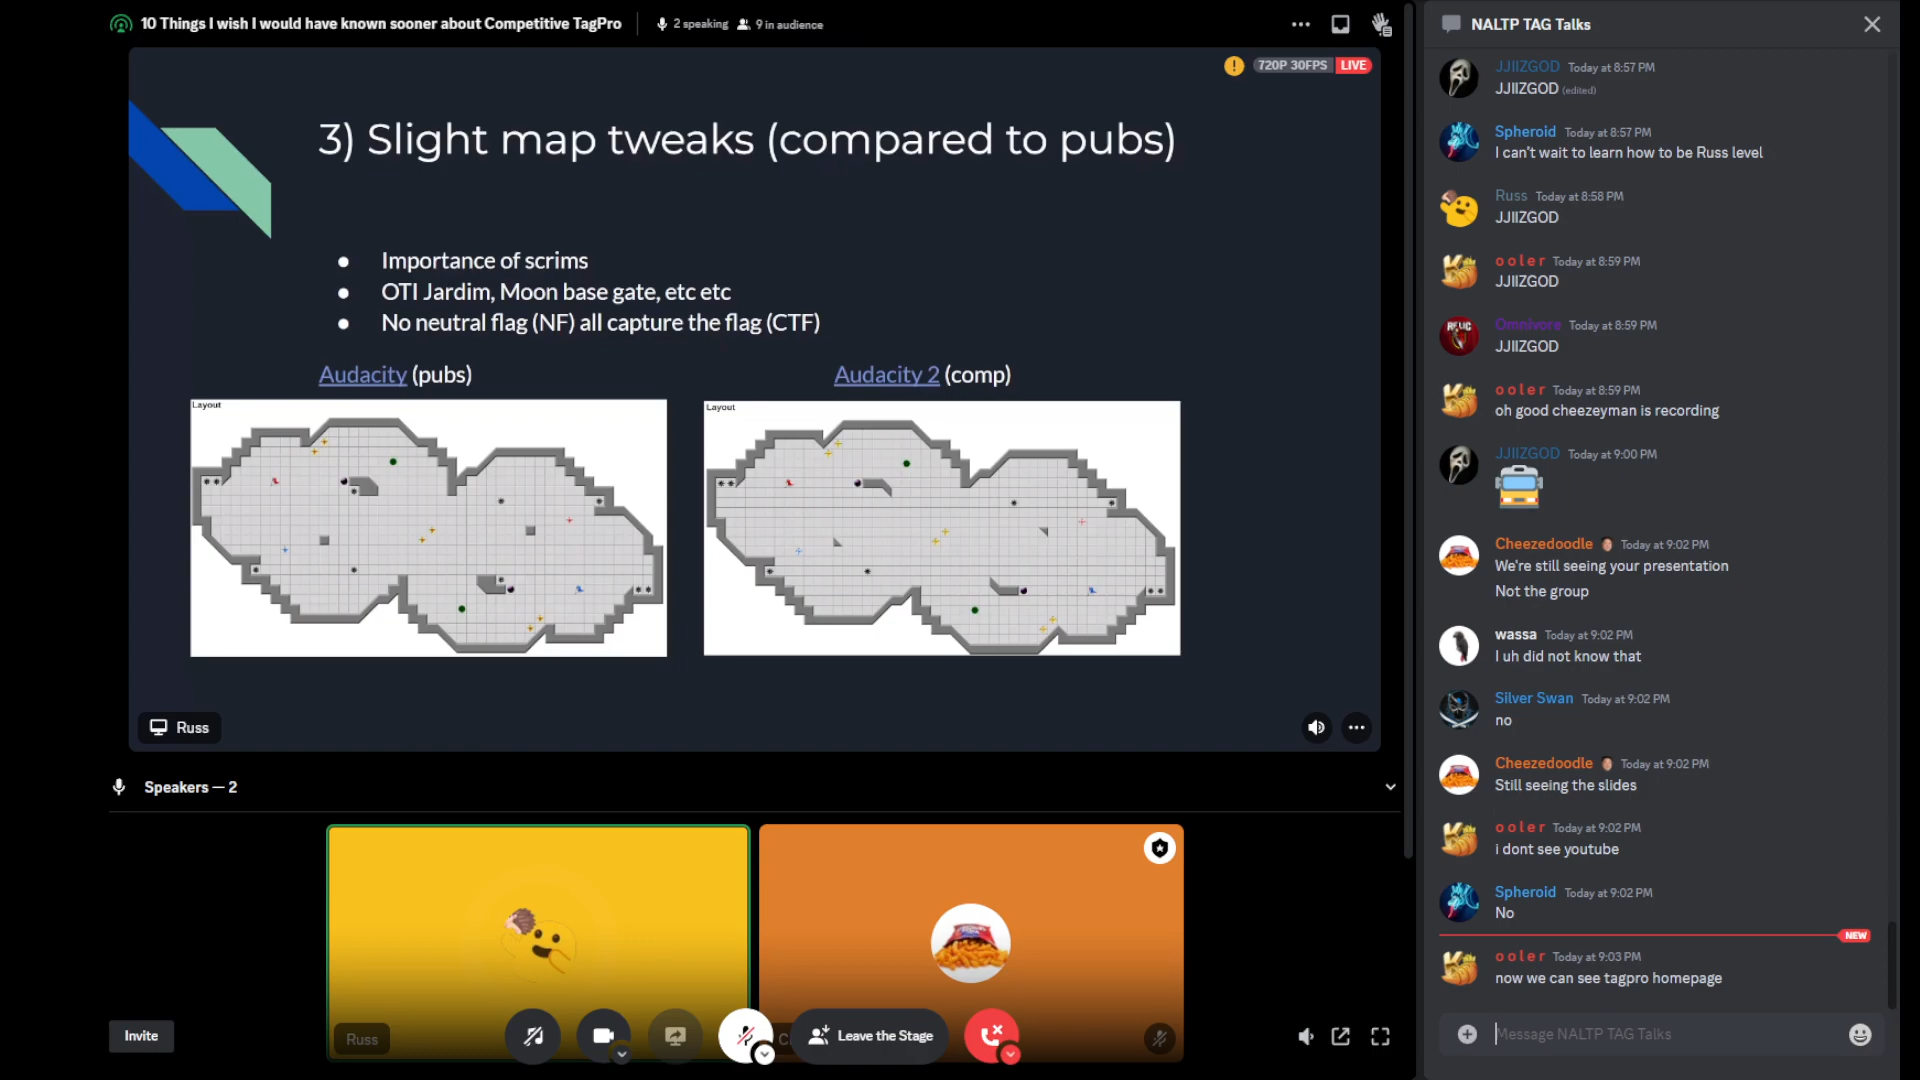 10 Things I wish I would have known sooner about Competitive TagPro
2 speaking
9 in audience
720P 30FPS
LIVE
3) Slight map tweaks (compared to pubs)
● Importance of scrims
● OTI Jardim, Moon base gate, etc etc
● No neutral flag (NF) all capture the flag (CTF)
Audacity (pubs)
Audacity 2 (comp)
Layout
Layout
Russ
Speakers — 2
Russ
Invite
Leave the Stage
NALTP TAG Talks
JJIIZGOD Today at 8:57 PM
JJIIZGOD (edited)
Spheroid Today at 8:57 PM
I can't wait to learn how to be Russ level
Russ Today at 8:58 PM
JJIIZGOD
o o l e r Today at 8:59 PM
JJIIZGOD
Omnivore Today at 8:59 PM
JJIIZGOD
o o l e r Today at 8:59 PM
oh good cheezeyman is recording
JJIIZGOD Today at 9:00 PM
Cheezedoodle Today at 9:02 PM
We're still seeing your presentation
Not the group
wassa Today at 9:02 PM
I uh did not know that
Silver Swan Today at 9:02 PM
no
Cheezedoodle Today at 9:02 PM
Still seeing the slides
o o l e r Today at 9:02 PM
i dont see youtube
Spheroid Today at 9:02 PM
No
NEW
o o l e r Today at 9:03 PM
now we can see tagpro homepage
Message NALTP TAG Talks